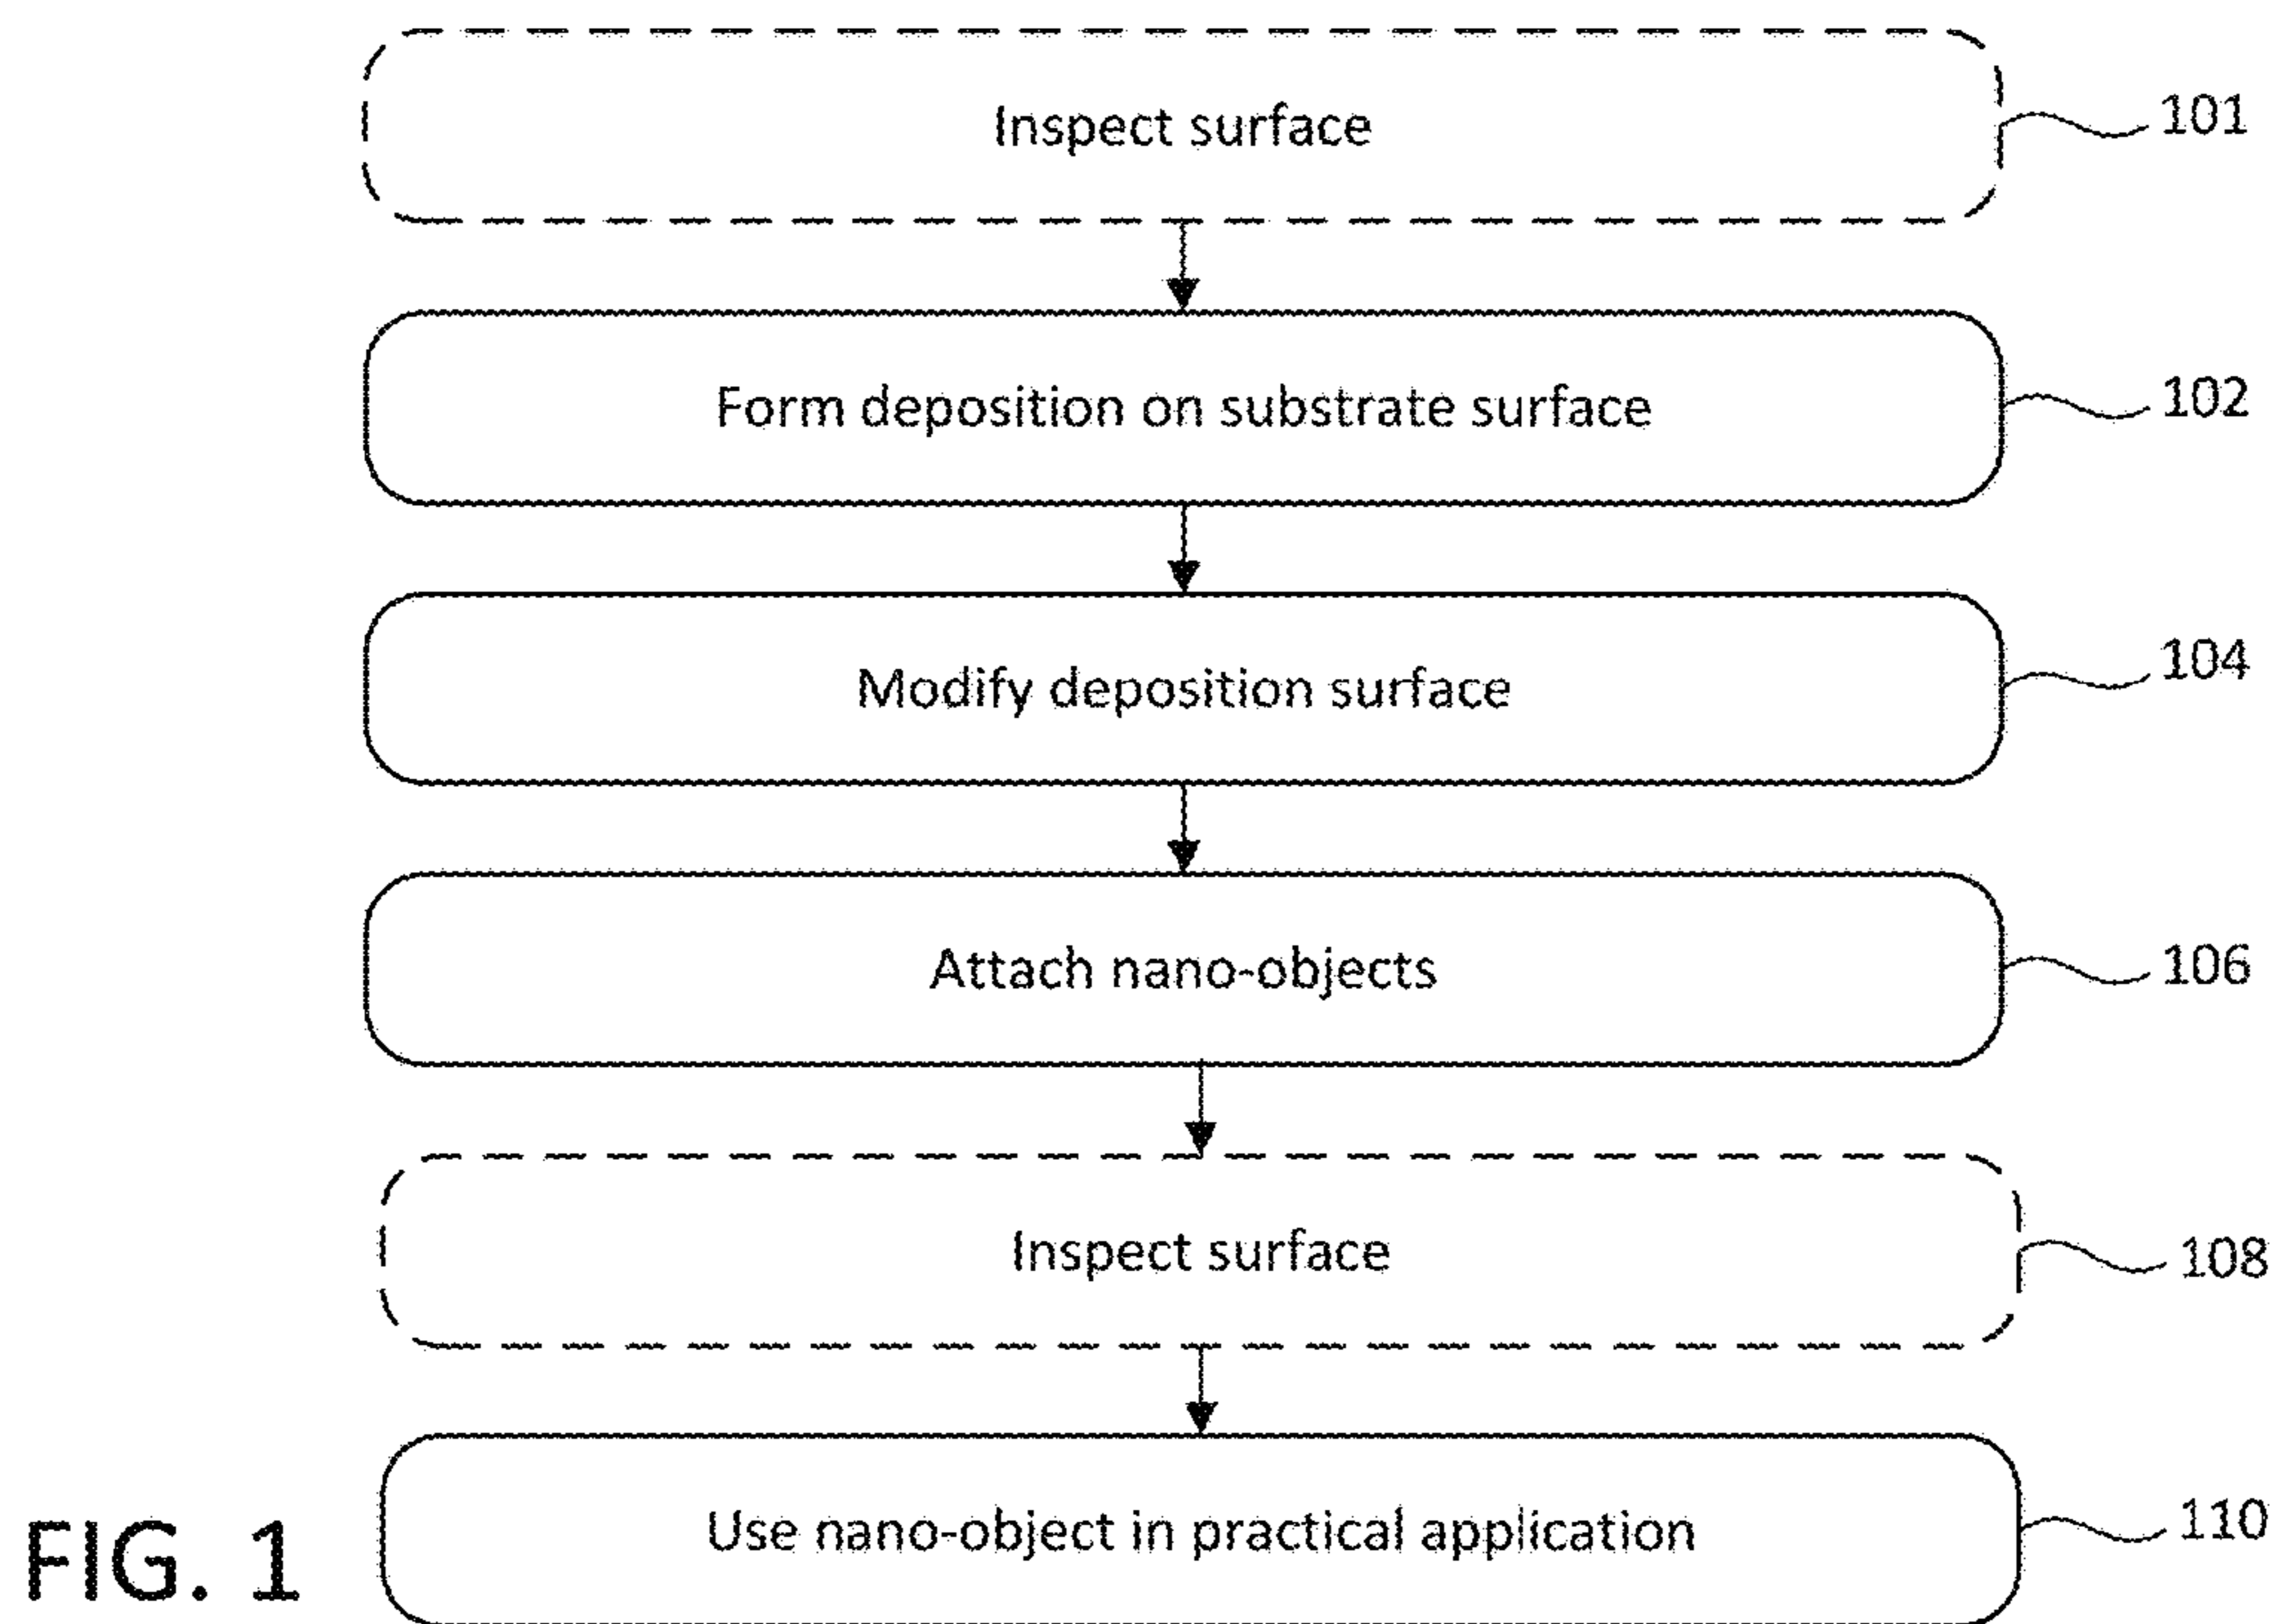 Inspect surface
101
Form deposition on substrate surface
102
Modify deposition surface
104
Attach nano-objects
106
Inspect surface
108
Use nano-object in practical application
110
FIG. 1